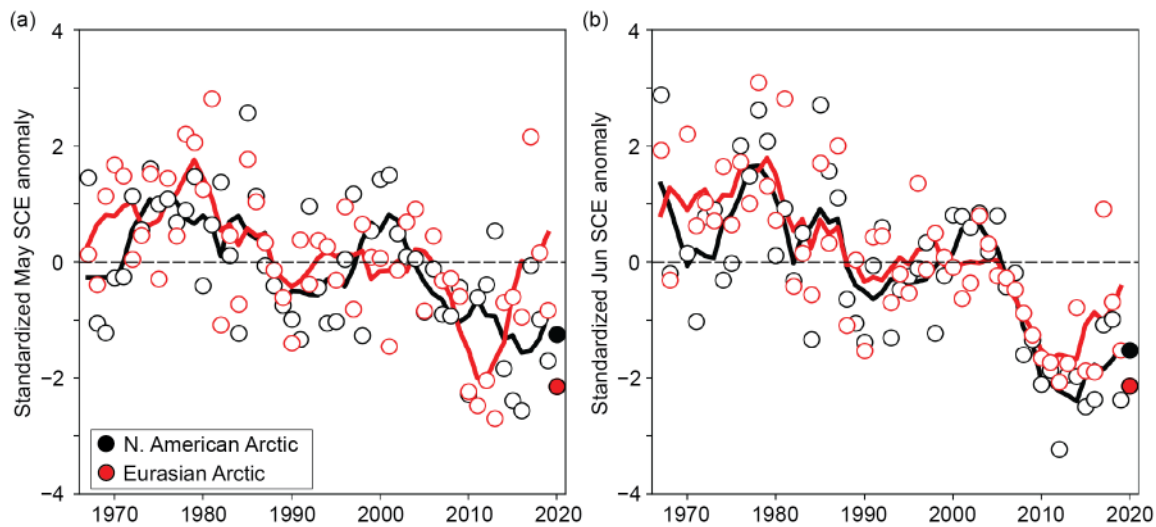 (a)
Standardized May SCE anomaly
4
2
0
−2
−4
N. American Arctic
Eurasian Arctic
1970 1980 1990 2000 2010 2020
(b)
Standardized Jun SCE anomaly
4
2
0
−2
−4
1970 1980 1990 2000 2010 2020